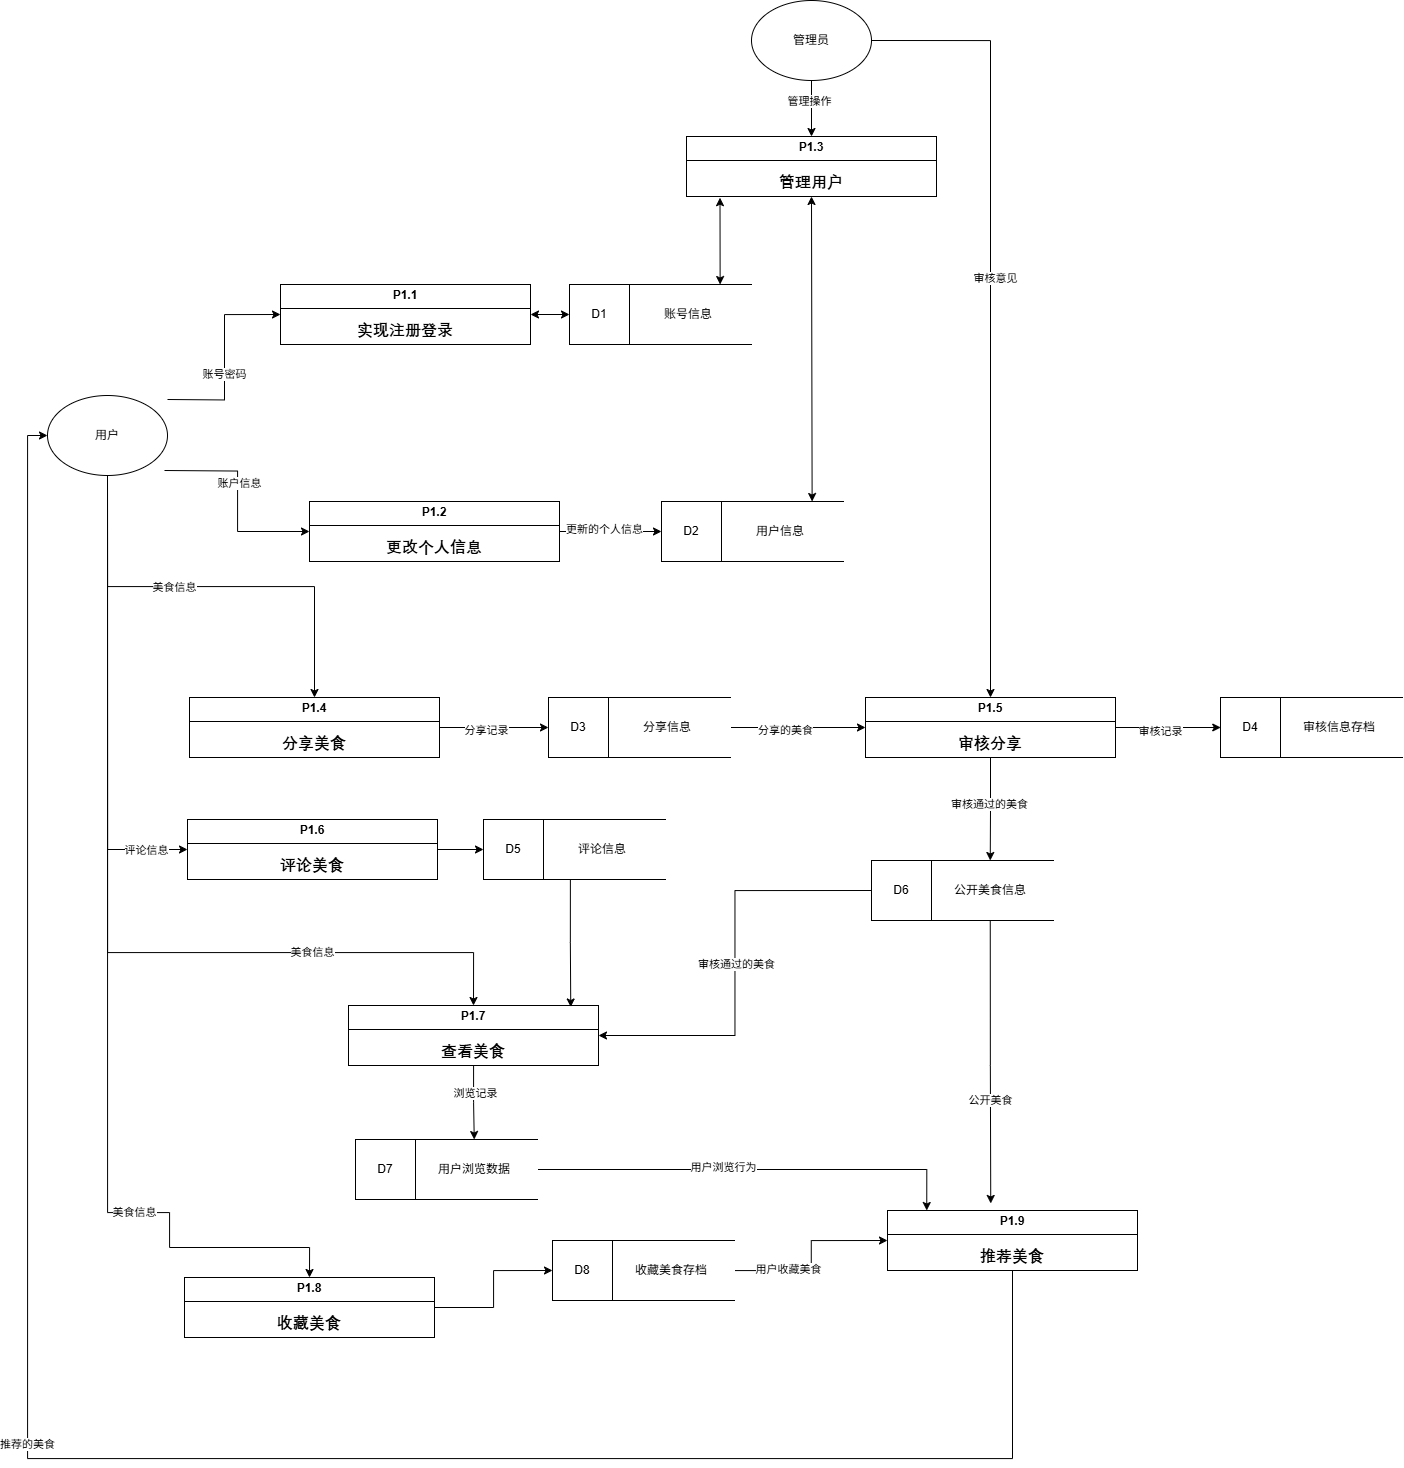 管理员
管理操作
P1.3
管理用户
审核意见
P1.1
实现注册登录
D1
账号信息
账号密码
用户
账户信息
P1.2
更改个人信息
更新的个人信息
D2
用户信息
美食信息
P1.4
分享美食
分享记录
D3
分享信息
分享的美食
P1.5
审核分享
审核记录
D4
审核信息存档
审核通过的美食
评论信息
P1.6
评论美食
D5
评论信息
D6
公开美食信息
美食信息
审核通过的美食
P1.7
查看美食
浏览记录
公开美食
D7
用户浏览数据
用户浏览行为
美食信息
P1.9
推荐美食
D8
收藏美食存档
用户收藏美食
P1.8
收藏美食
推荐的美食